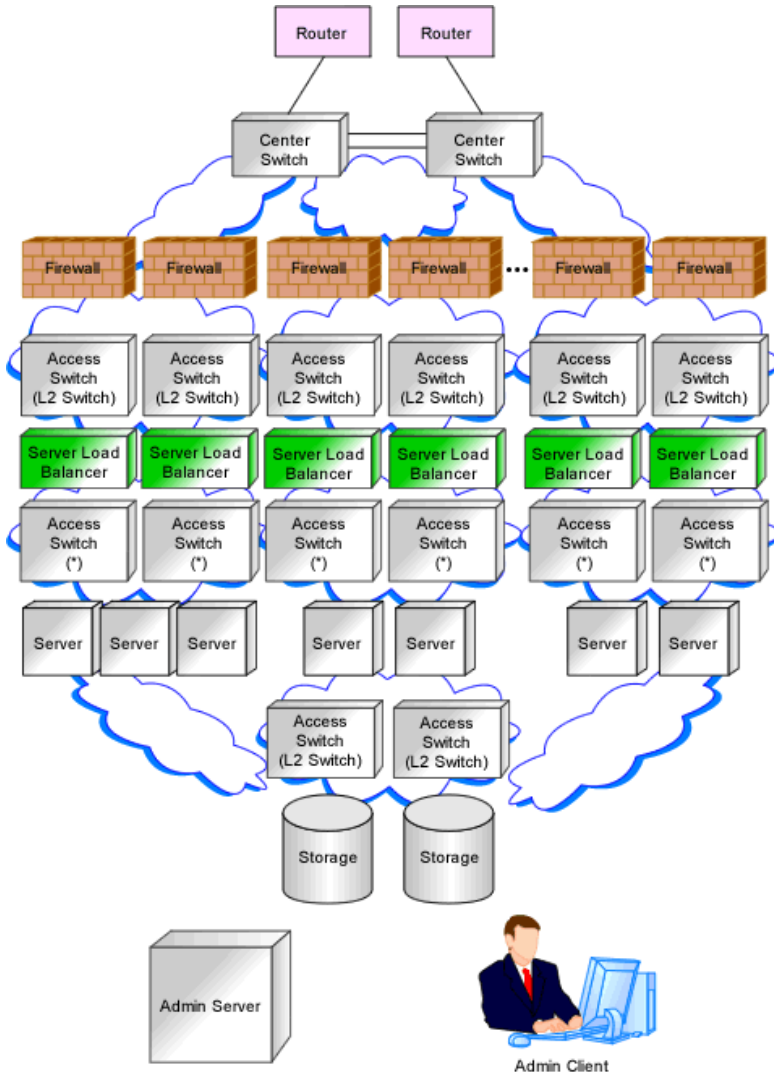 Router Router
Center Center
Switch Switch
Firewall Firewall Firewall Firewall ••• Firewall Firewall
Access Access Access Access Access Access
Switch Switch Switch Switch Switch Switch
(L2 Switch) (L2 Switch) (L2 Switch) (L2 Switch) (L2 Switch) (L2 Switch)
Server Load Server Load Server Load Server Load Server Load Server Load
Balancer Balancer Balancer Balancer Balancer Balancer
Access Access Access Access Access Access
Switch Switch Switch Switch Switch Switch
(*) (*) (*) (*) (*) (*)
Server Server Server Server Server Server Server
Access Access
Switch Switch
(L2 Switch) (L2 Switch)
Storage Storage
Admin Server
Admin Client